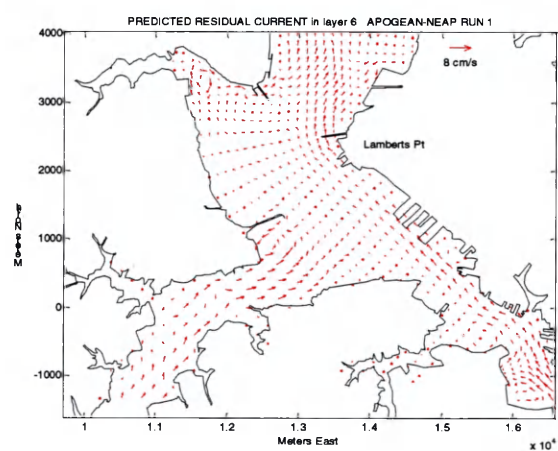 PREDICTED RESIDUAL CURRENT in layer 6 APOGEAN-NEAP RUN 1
4000
8 cm/s
3000
Lamberts Pt
2000
1000
0
-1000
1
1.1
1.2
1.3
1.4
1.5
1.6
Meters East
x 10